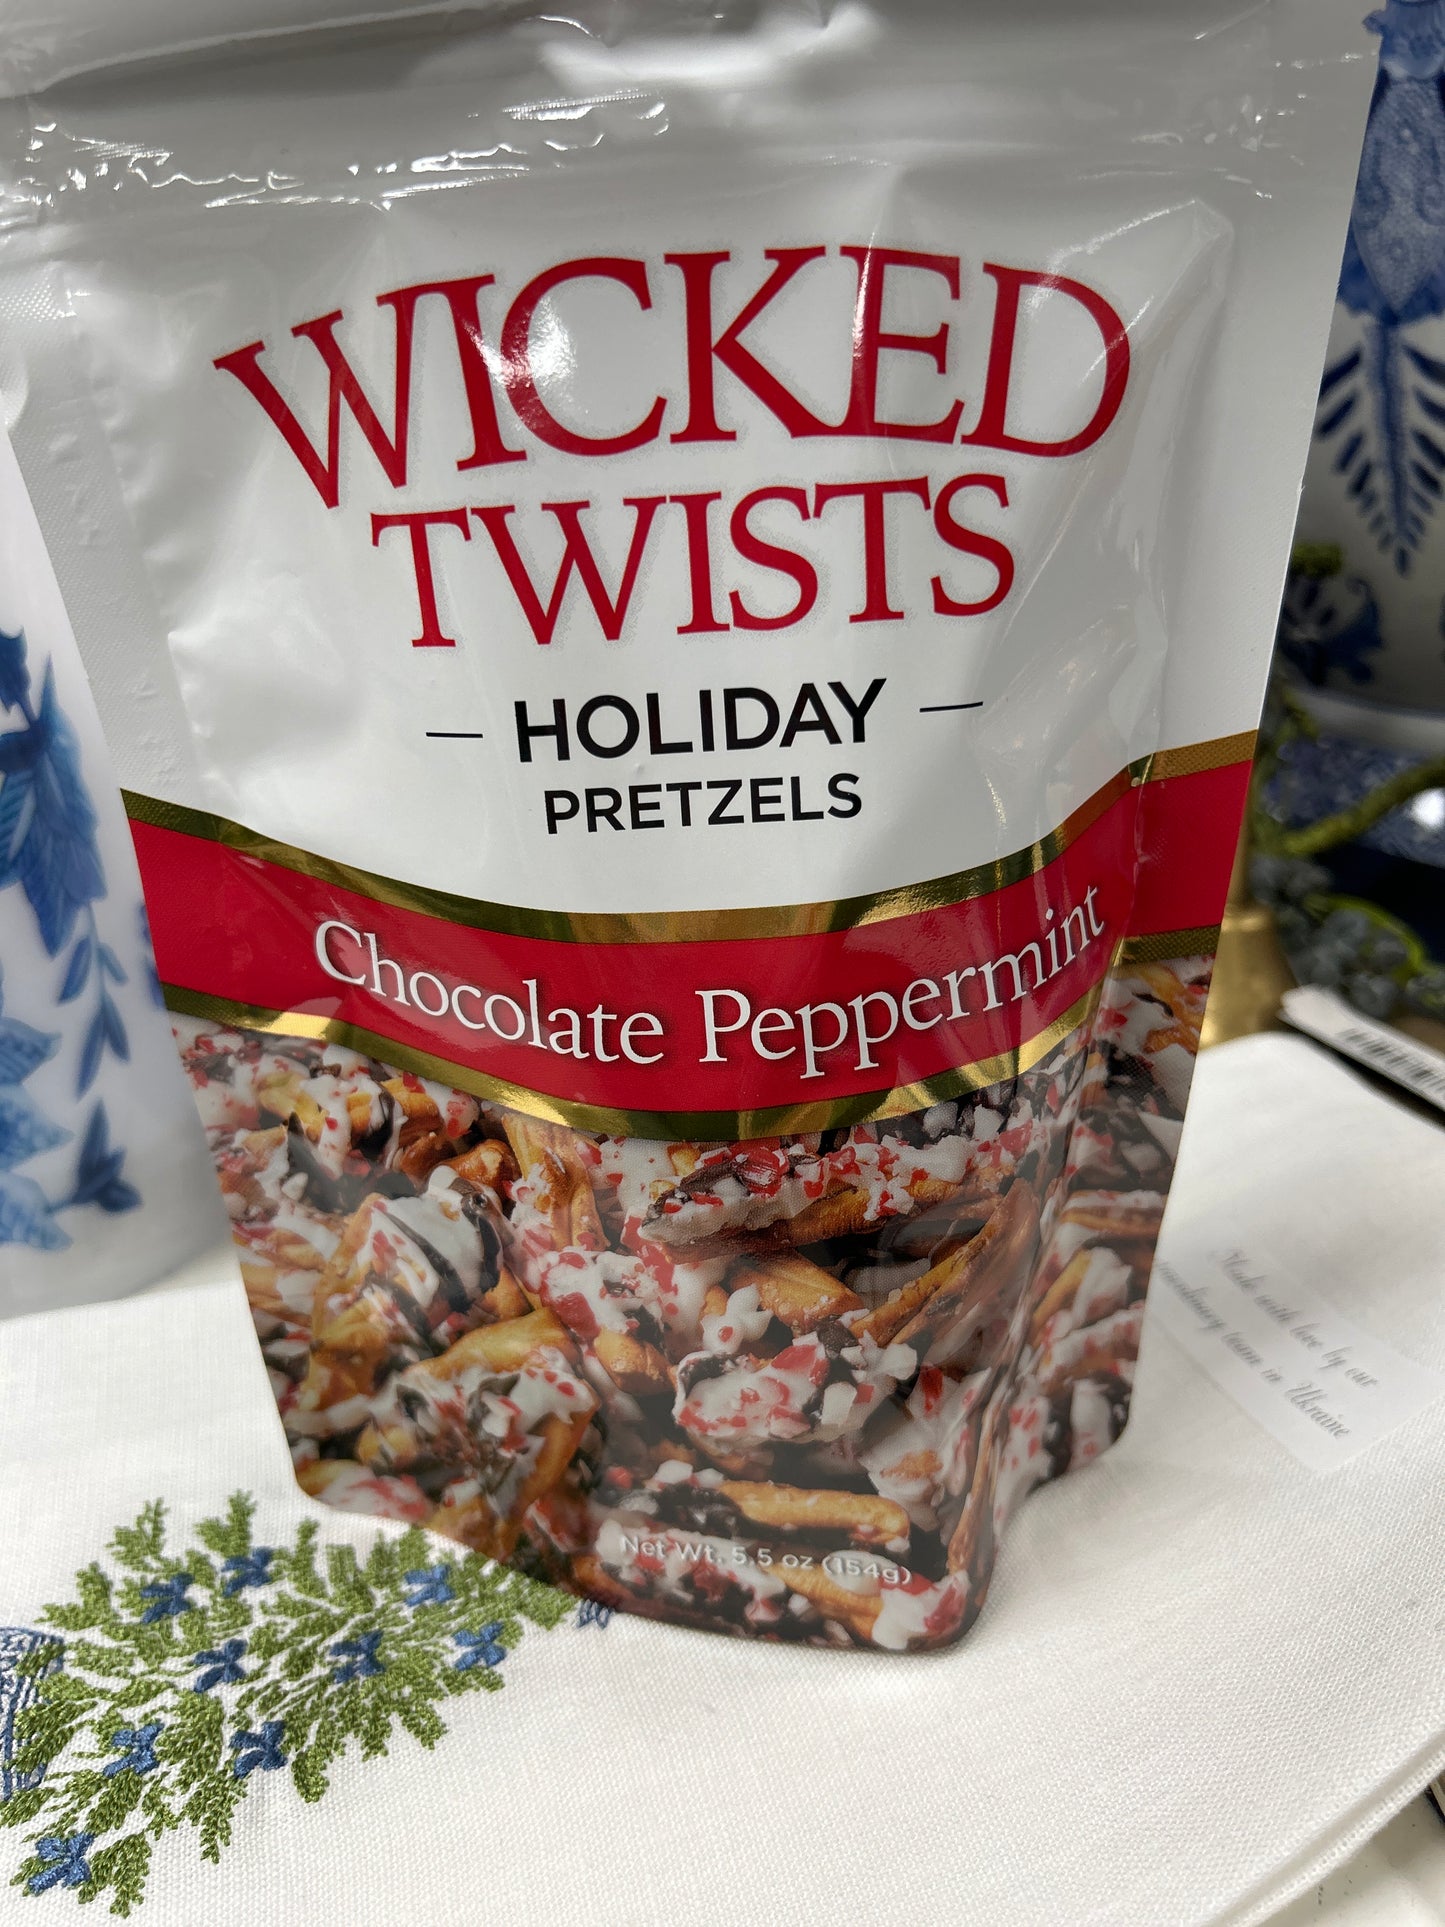 WICKED
TWISTS
HOLIDAY
PRETZELS
Chocolate Peppermint
Net Wt. 5.5 oz (154g)
Made with love by our
embroidery team in Ukraine